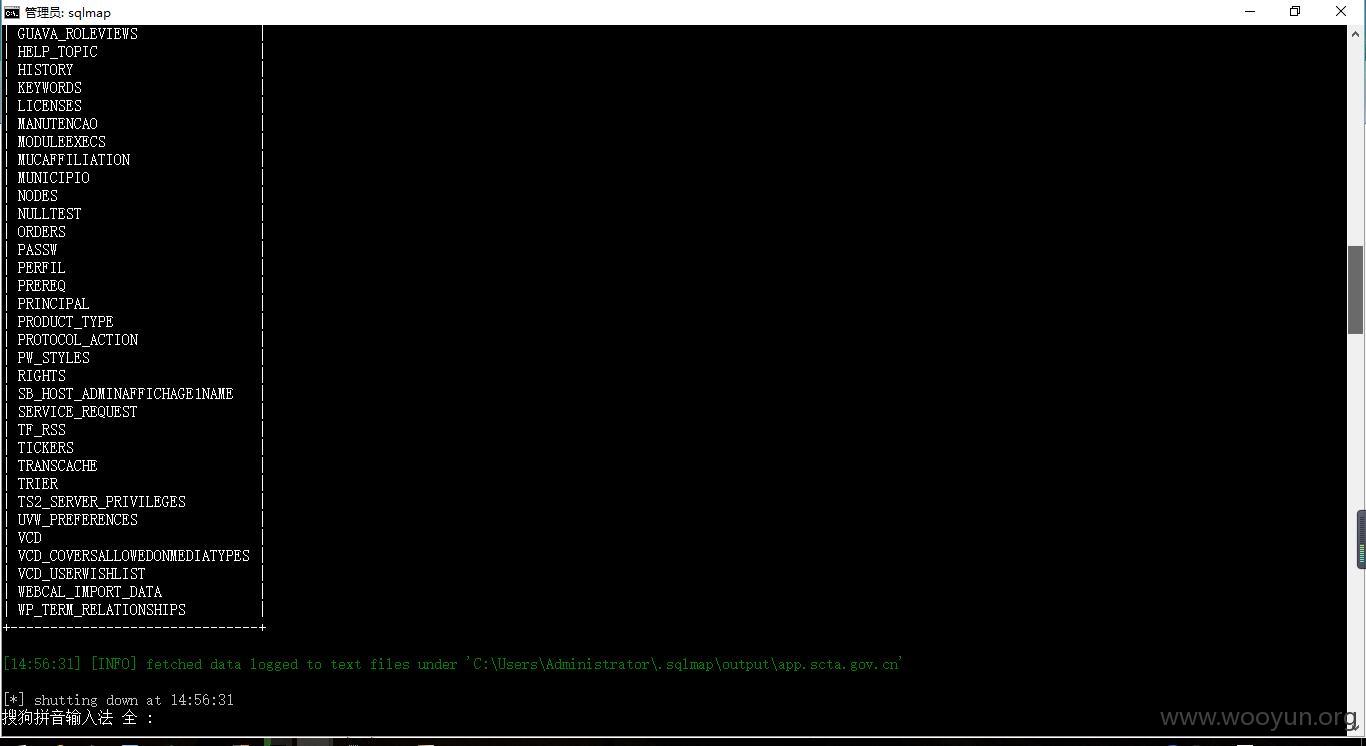 管理员: sqlmap
| GUAVA_ROLEVIEWS |
| HELP_TOPIC |
| HISTORY |
| KEYWORDS |
| LICENSES |
| MANUTENCAO |
| MODULEEXECS |
| MUCAFFILIATION |
| MUNICIPIO |
| NODES |
| NULLTEST |
| ORDERS |
| PASSW |
| PERFIL |
| PREREQ |
| PRINCIPAL |
| PRODUCT_TYPE |
| PROTOCOL_ACTION |
| PW_STYLES |
| RIGHTS |
| SB_HOST_ADMINAFFICHAGE1NAME |
| SERVICE_REQUEST |
| TF_RSS |
| TICKERS |
| TRANSCACHE |
| TRIER |
| TS2_SERVER_PRIVILEGES |
| UVW_PREFERENCES |
| VCD |
| VCD_COVERSALLOWEDONMEDIATYPES |
| VCD_USERWISHLIST |
| WEBCAL_IMPORT_DATA |
| WP_TERM_RELATIONSHIPS |
+-------------------------------+
[14:56:31] [INFO] fetched data logged to text files under 'C:\Users\Administrator\.sqlmap\output\app.scta.gov.cn'
[*] shutting down at 14:56:31
搜狗拼音输入法 全 :
www.wooyun.org